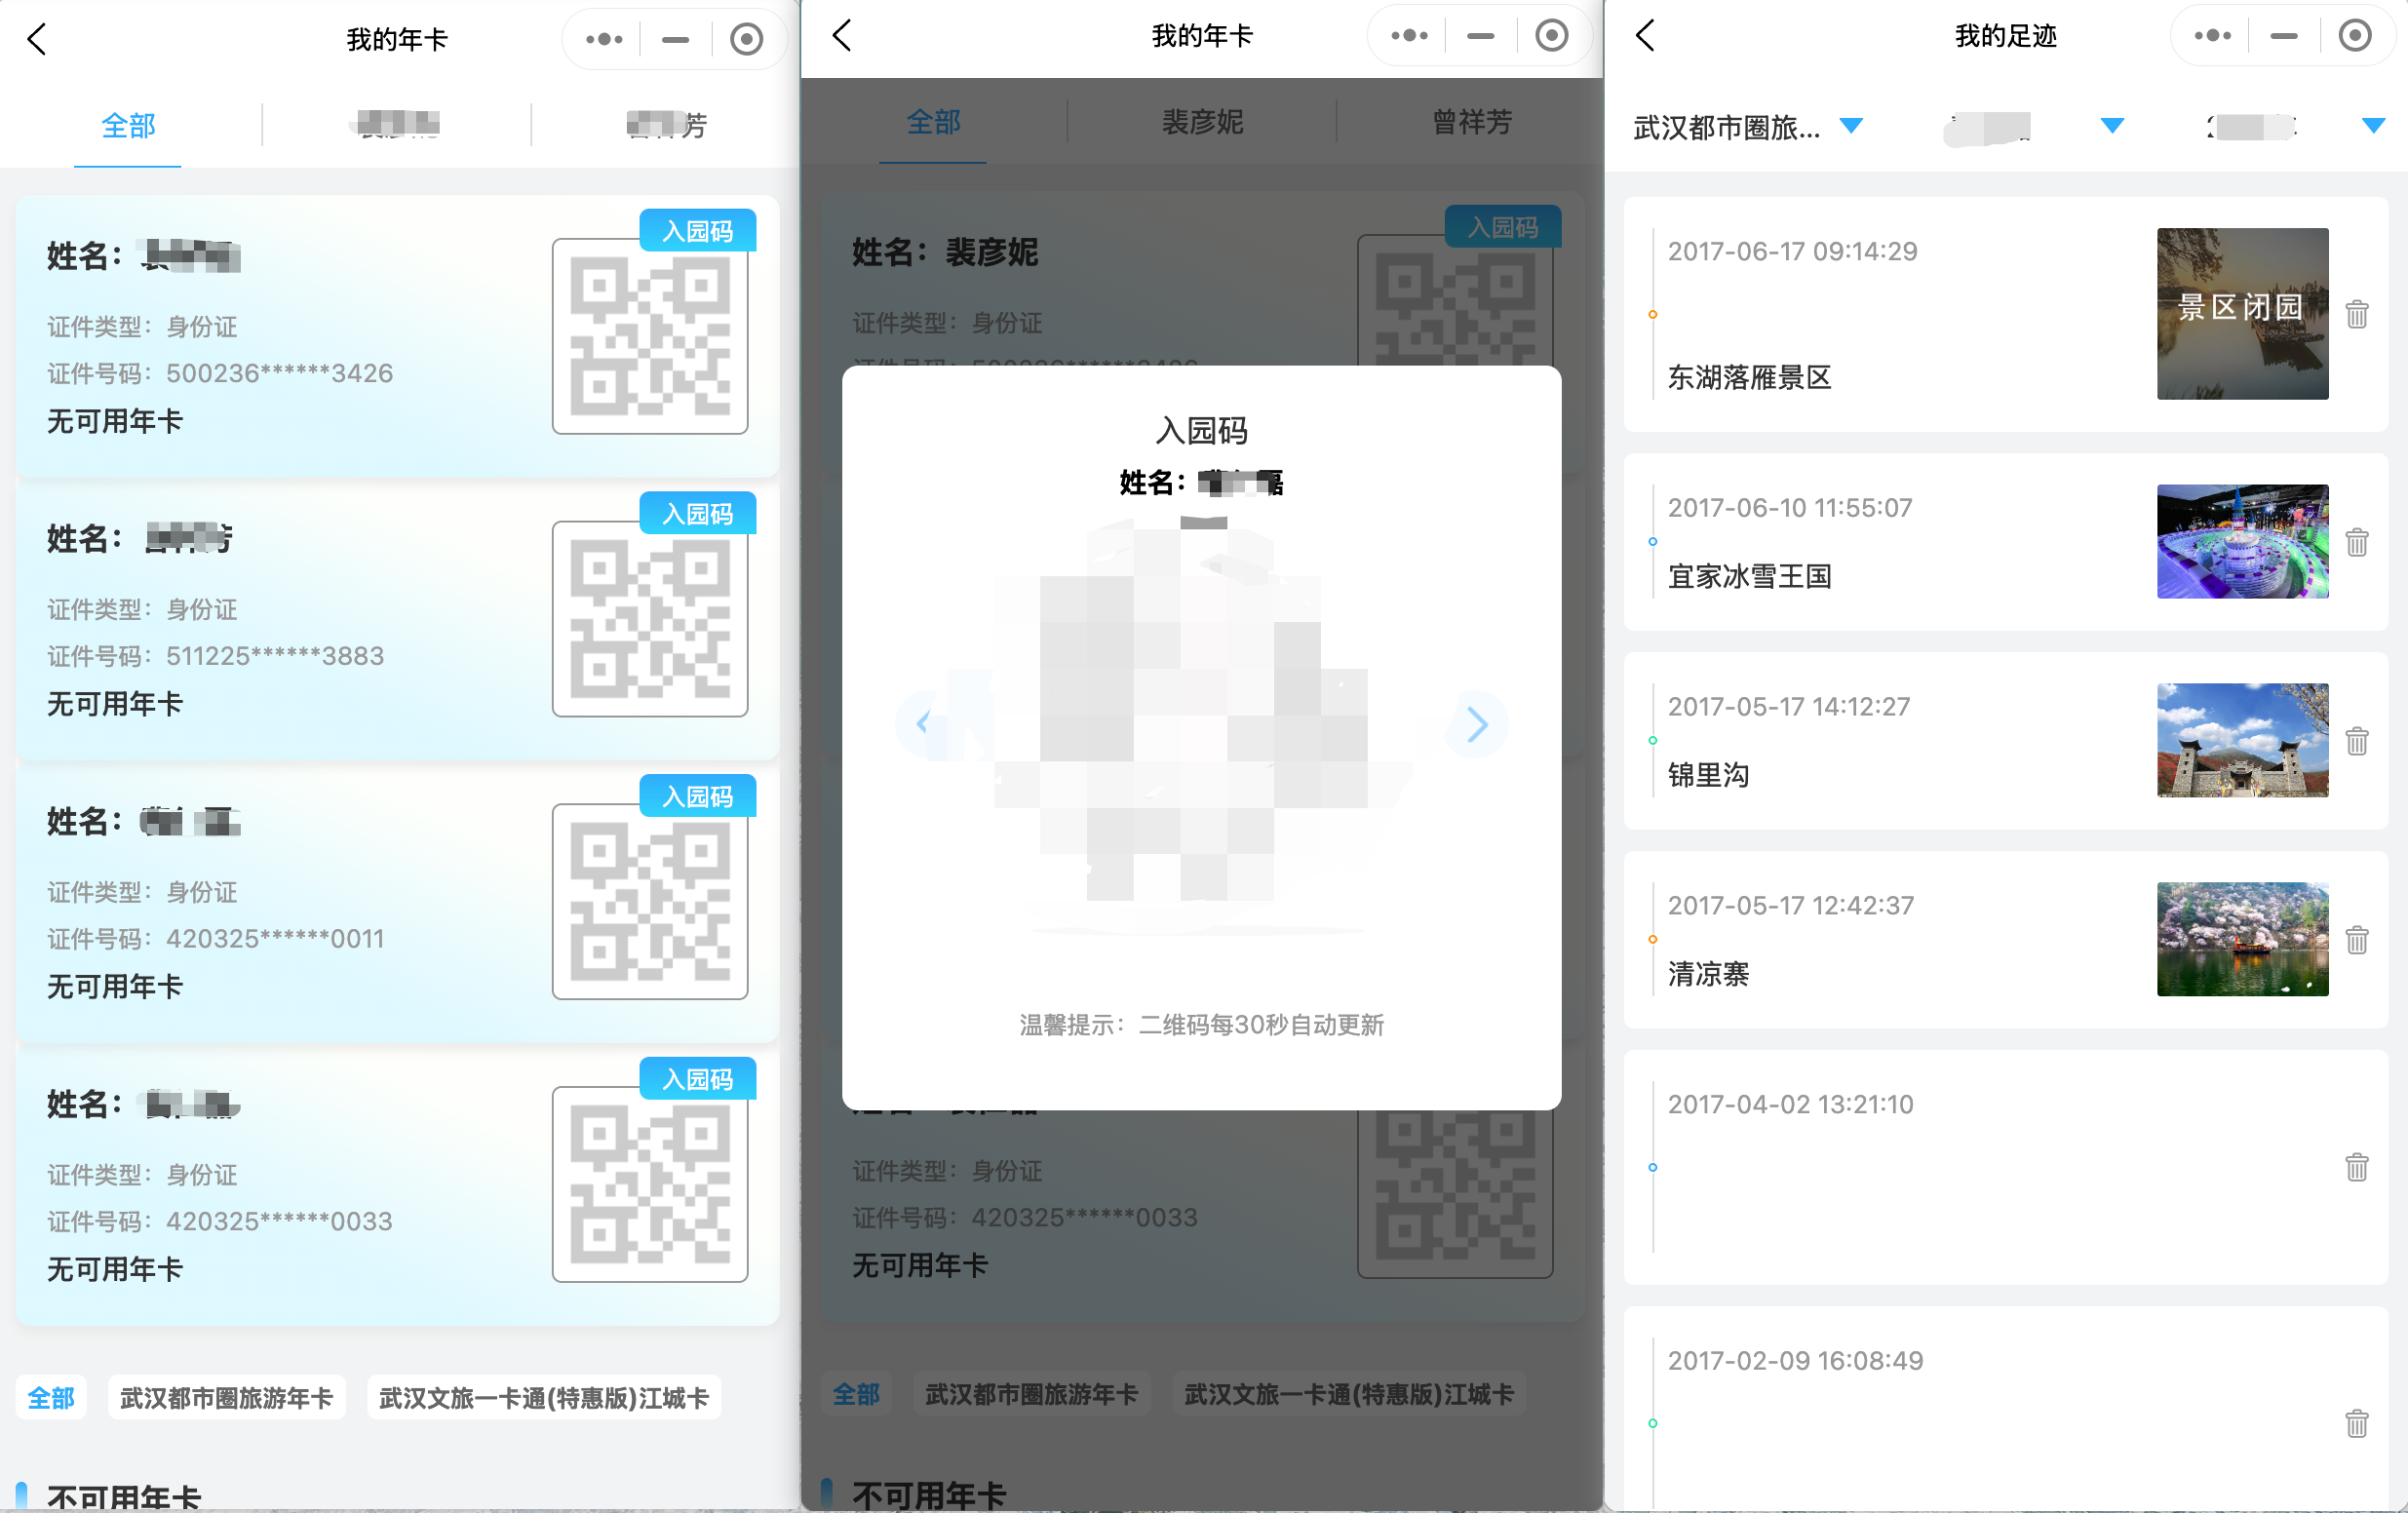 我的年卡
全部
芳
姓名：
入园码
证件类型：身份证
证件号码：500236******3426
无可用年卡
姓名：
入园码
证件类型：身份证
证件号码：511225******3883
无可用年卡
姓名：
入园码
证件类型：身份证
证件号码：420325******0011
无可用年卡
姓名：
入园码
证件类型：身份证
证件号码：420325******0033
无可用年卡
全部 武汉都市圈旅游年卡 武汉文旅一卡通(特惠版)江城卡
不可用年卡
我的年卡
全部 裴彦妮 曾祥芳
姓名：裴彦妮
入园码
证件类型：身份证
入园码
姓名：
温馨提示：二维码每30秒自动更新
证件类型：身份证
证件号码：420325******0033
无可用年卡
全部 武汉都市圈旅游年卡 武汉文旅一卡通(特惠版)江城卡
不可用年卡
我的足迹
武汉都市圈旅...
2017-06-17 09:14:29
景区闭园
东湖落雁景区
2017-06-10 11:55:07
宜家冰雪王国
2017-05-17 14:12:27
锦里沟
2017-05-17 12:42:37
清凉寨
2017-04-02 13:21:10
2017-02-09 16:08:49